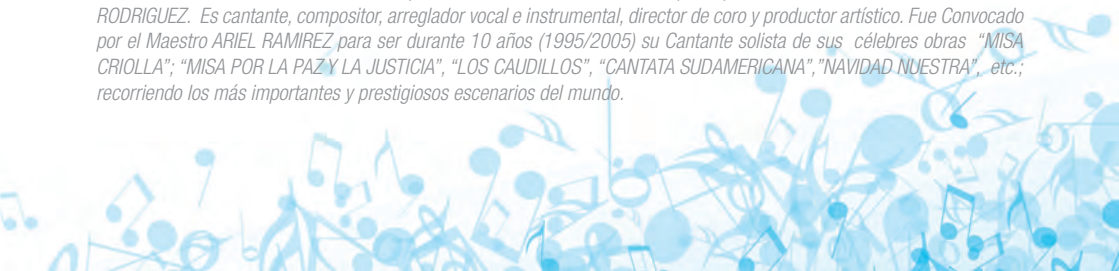 RODRIGUEZ. Es cantante, compositor, arreglador vocal e instrumental, director de coro y productor artístico. Fue Convocado
por el Maestro ARIEL RAMIREZ para ser durante 10 años (1995/2005) su Cantante solista de sus célebres obras “MISA
CRIOLLA”; “MISA POR LA PAZ Y LA JUSTICIA”, “LOS CAUDILLOS”, “CANTATA SUDAMERICANA”,”NAVIDAD NUESTRA”, etc.;
recorriendo los más importantes y prestigiosos escenarios del mundo.